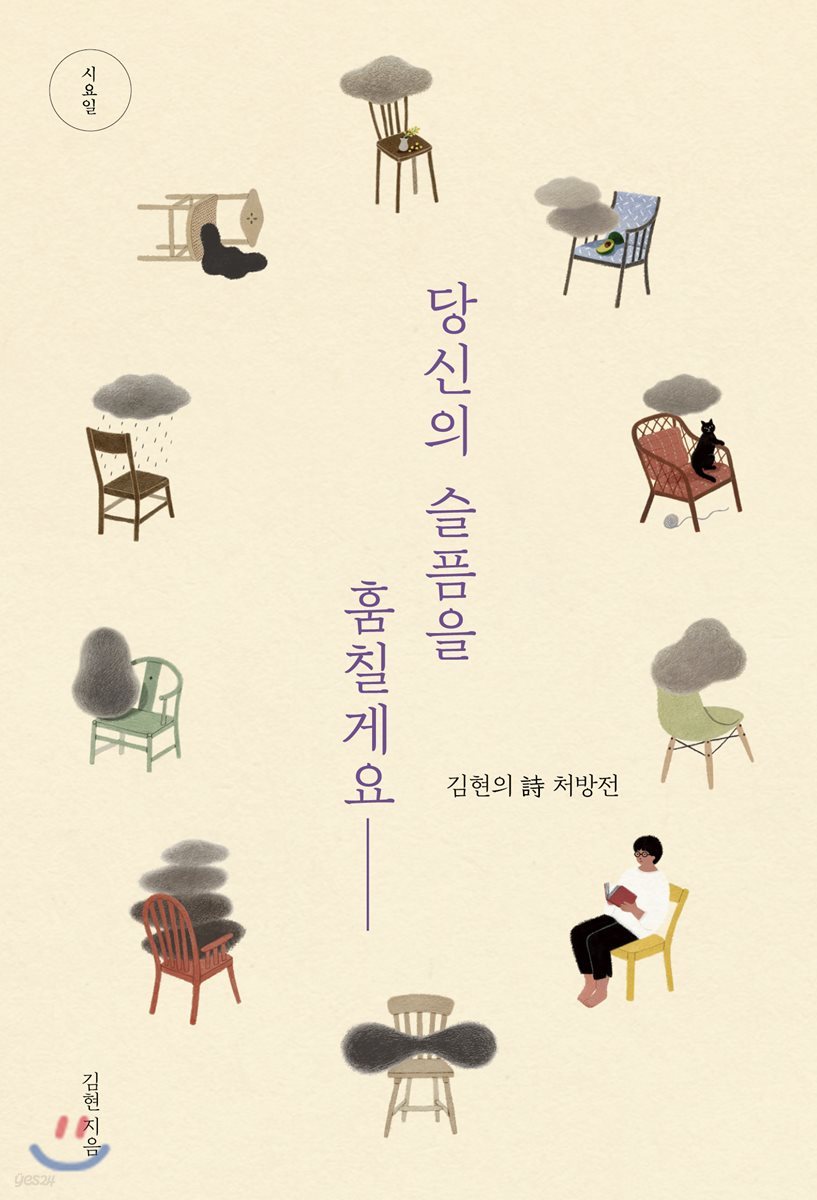 시요일
당신의 슬픔을
훔칠게요
김현의 詩 처방전
김현 지음
yes24